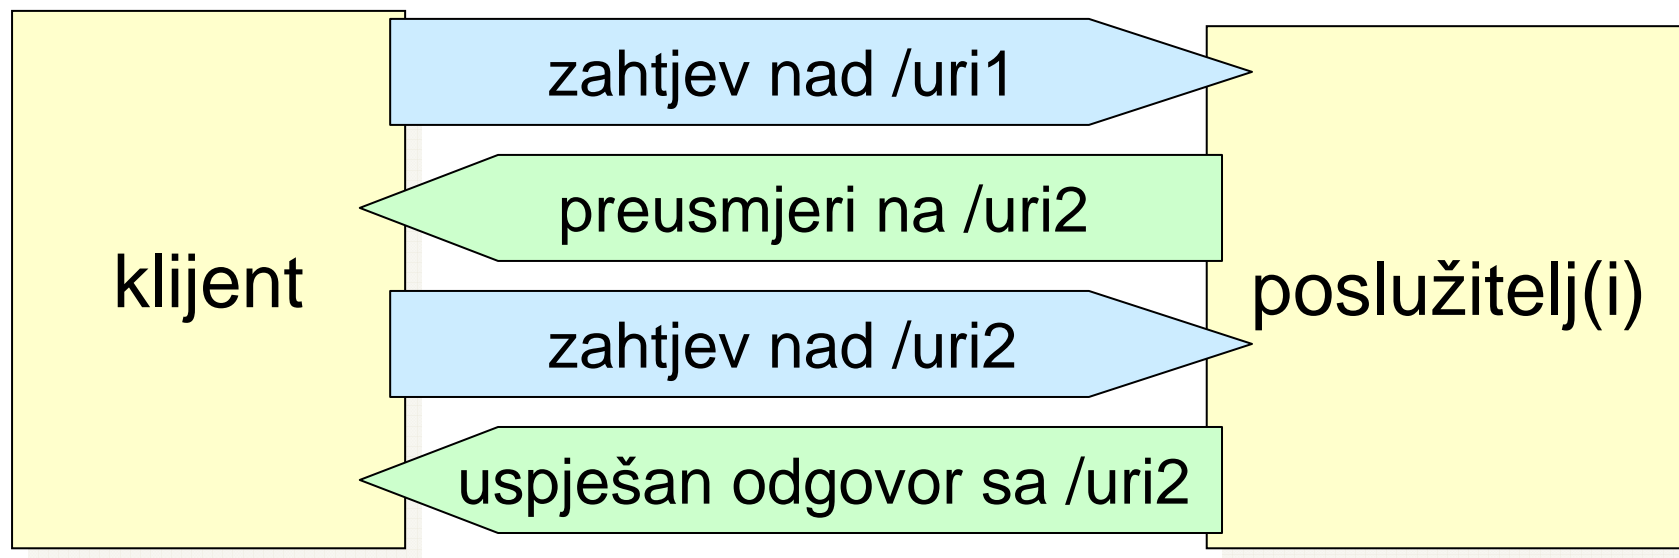 zahtjev nad /uri1
preusmjeri na /uri2
klijent
poslužitelj(i)
zahtjev nad /uri2
uspješan odgovor sa /uri2